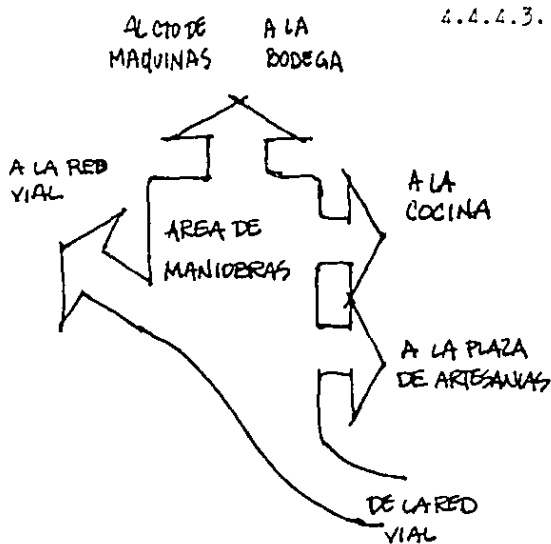 4.4.4.3.
AL CTO DE
MAQUINAS
A LA
BODEGA
A LA RED
VIAL
A LA
COCINA
AREA DE
MANIOBRAS
A LA PLAZA
DE ARTESANIAS
DE LA RED
VIAL